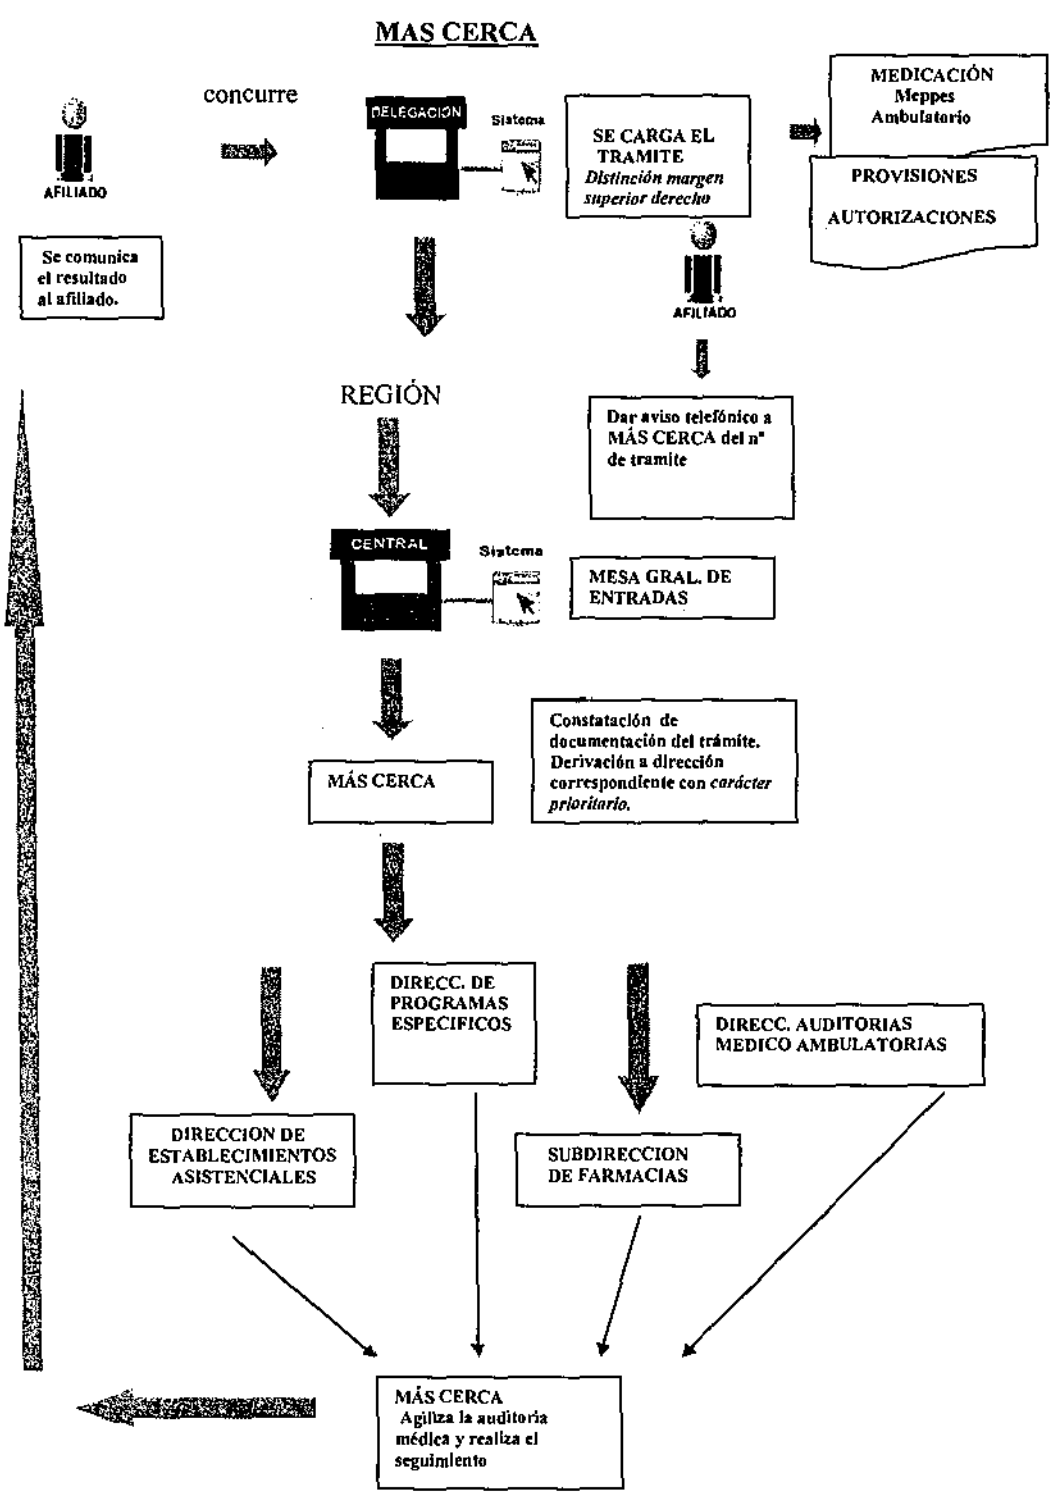 MAS CERCA
concurre
AFILIADO
DELEGACION
Sistema
SE CARGA EL
TRAMITE
Distinción margen
superior derecho
MEDICACIÓN
Meppes
Ambulatorio
PROVISIONES
AUTORIZACIONES
Se comunica
el resultado
al afiliado.
AFILIADO
Dar aviso telefónico a
MÁS CERCA del nº
de tramite
REGIÓN
CENTRAL
Sistema
MESA GRAL. DE
ENTRADAS
MÁS CERCA
Constatación de
documentación del trámite.
Derivación a dirección
correspondiente con carácter
prioritario.
DIRECC. DE
PROGRAMAS
ESPECIFICOS
DIRECC. AUDITORIAS
MEDICO AMBULATORIAS
DIRECCION DE
ESTABLECIMIENTOS
ASISTENCIALES
SUBDIRECCION
DE FARMACIAS
MÁS CERCA
Agiliza la auditoria
médica y realiza el
seguimiento